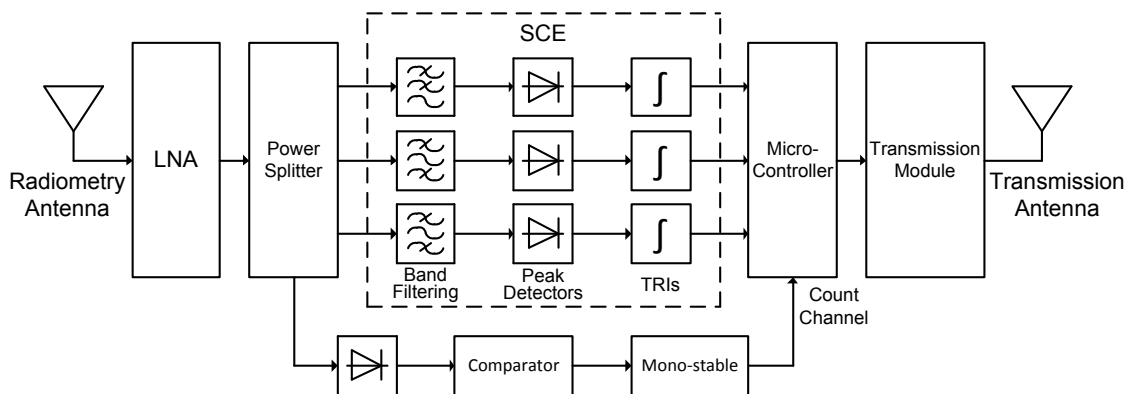 SCE
Radiometry
Antenna
LNA
Power
Splitter
∫
∫
∫
Band
Filtering
Peak
Detectors
TRIs
Micro-
Controller
Transmission
Module
Transmission
Antenna
Count
Channel
Comparator
Mono-stable